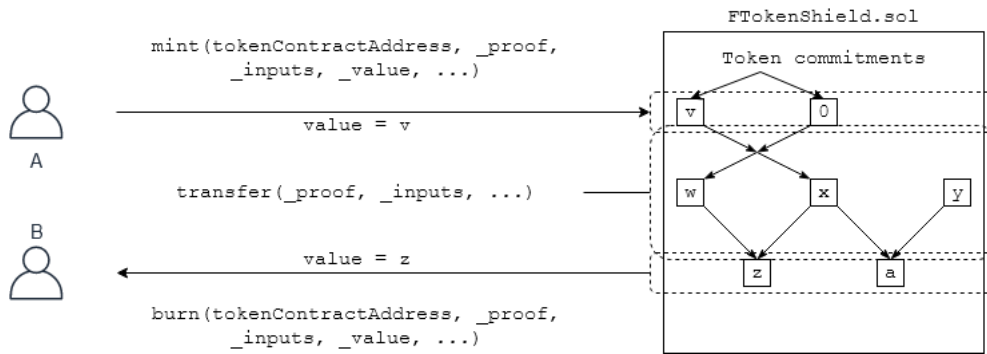 FTokenShield.sol
mint(tokenContractAddress, _proof,
_inputs, _value, ...)
Token commitments
value = v
v
0
A
transfer(_proof, _inputs, ...)
w
x
y
B
value = z
z
a
burn(tokenContractAddress, _proof,
_inputs, _value, ...)